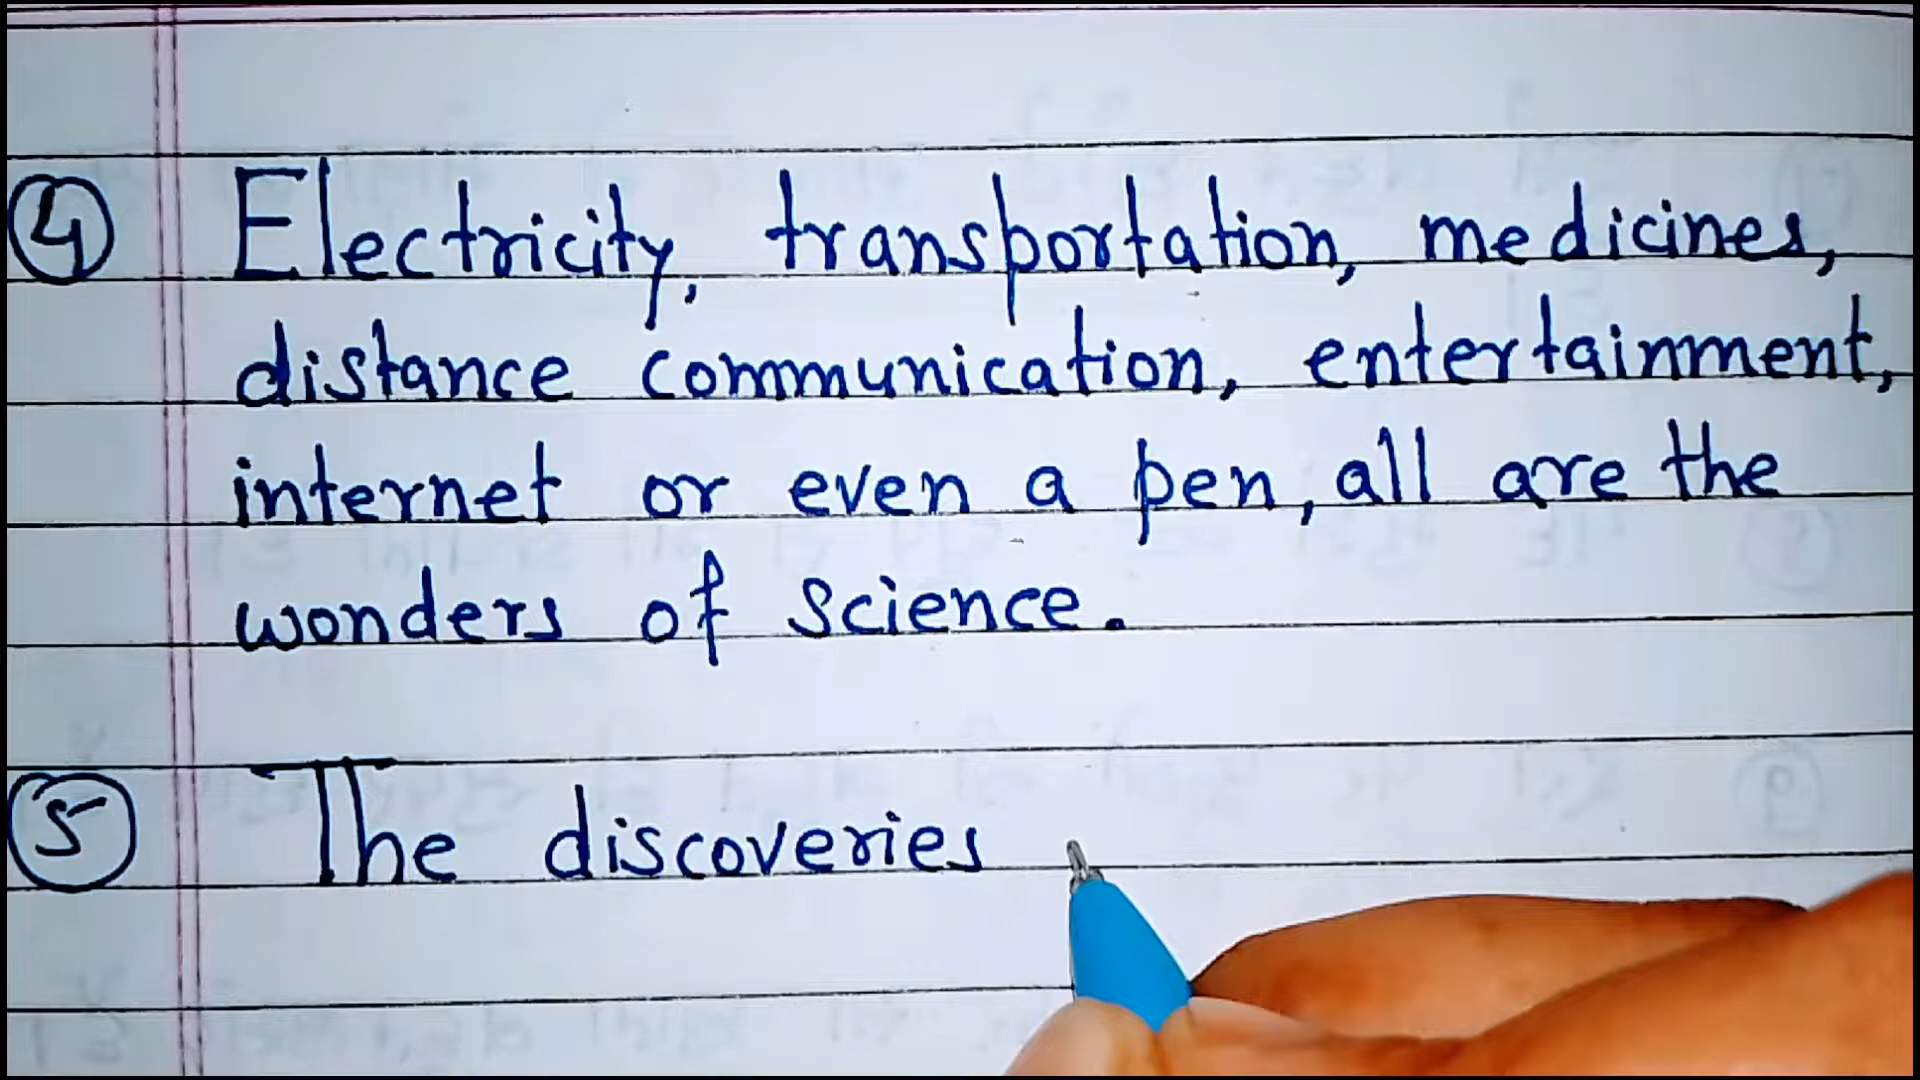 4 Electricity, transportation, medicines,
distance communication, entertainment,
internet or even a pen, all are the
wonders of science.
5 The discoveries